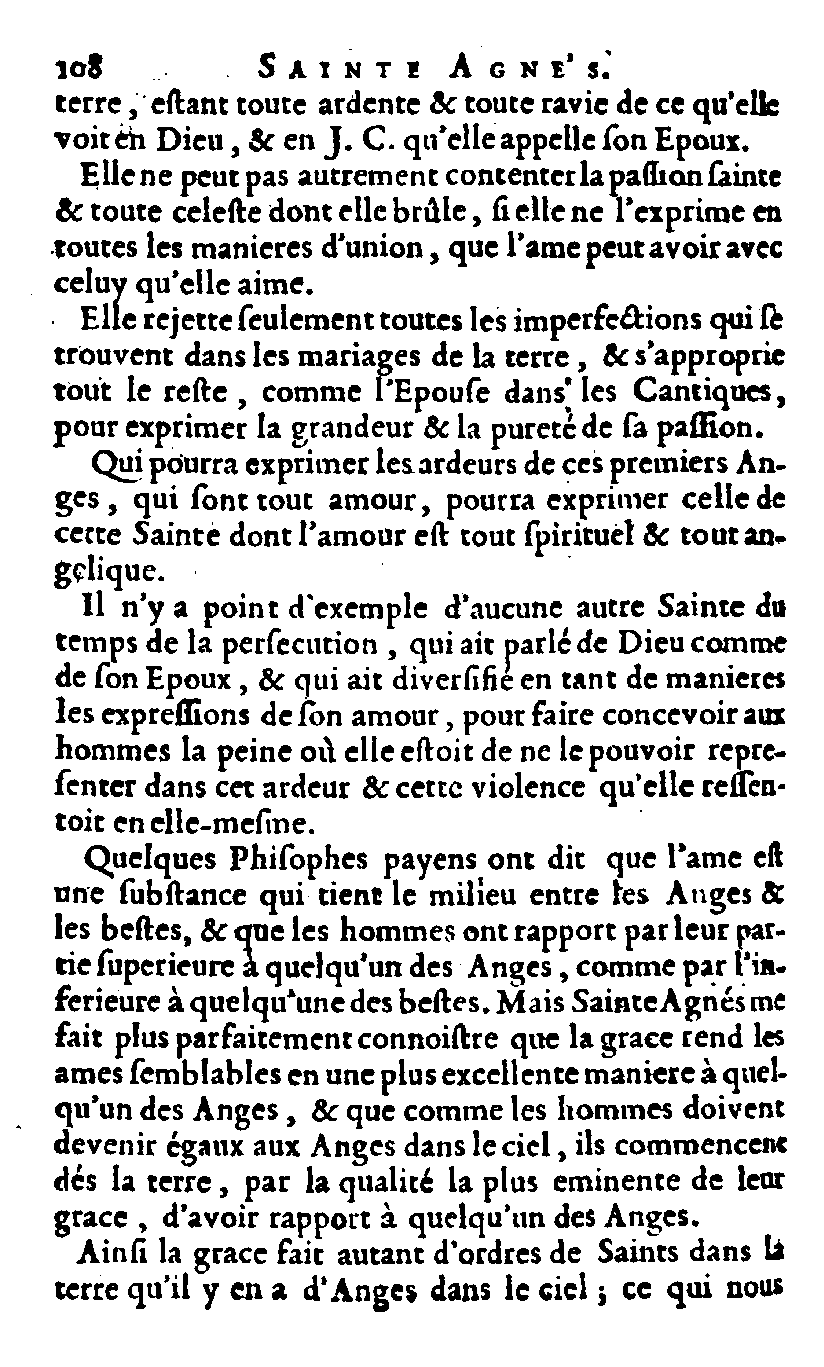 108 SAINTE AGNE'S.
terre, eſtant toute ardente & toute ravie de ce qu'elle
voit en Dieu, & en J. C. qu'elle appelle ſon Epoux.
Elle ne peut pas autrement contenter la paſſion ſainte
& toute celeſte dont elle brûle, ſi elle ne l'exprime en
toutes les manieres d'union, que l'ame peut avoir avec
celuy qu'elle aime.
Elle rejette ſeulement toutes les imperfections qui ſe
trouvent dans les mariages de la terre, & s'approprie
tout le reſte, comme l'Epouſe dans les Cantiques,
pour exprimer la grandeur & la pureté de ſa paſſion.
Qui pourra exprimer les ardeurs de ces premiers An-
ges, qui ſont tout amour, pourra exprimer celle de
cette Sainte dont l'amour eſt tout ſpirituel & tout an-
gelique.
Il n'y a point d'exemple d'aucune autre Sainte du
temps de la perſecution, qui ait parlé de Dieu comme
de ſon Epoux, & qui ait diverſifié en tant de manieres
les expreſſions de ſon amour, pour faire concevoir aux
hommes la peine où elle eſtoit de ne le pouvoir repre-
ſenter dans cet ardeur & cette violence qu'elle reſſen-
toit en elle-meſme.
Quelques Phiſophes payens ont dit que l'ame eſt
une ſubſtance qui tient le milieu entre les Anges &
les beſtes, & que les hommes ont rapport par leur par-
tie ſuperieure à quelqu'un des Anges, comme par l'in-
ferieure à quelqu'une des beſtes. Mais Sainte Agnés me
fait plus parfaitement connoiſtre que la grace rend les
ames ſemblables en une plus excellente maniere à quel-
qu'un des Anges, & que comme les hommes doivent
devenir égaux aux Anges dans le ciel, ils commencent
dés la terre, par la qualité la plus eminente de leur
grace, d'avoir rapport à quelqu'un des Anges.
Ainſi la grace fait autant d'ordres de Saints dans la
terre qu'il y en a d'Anges dans le ciel; ce qui nous